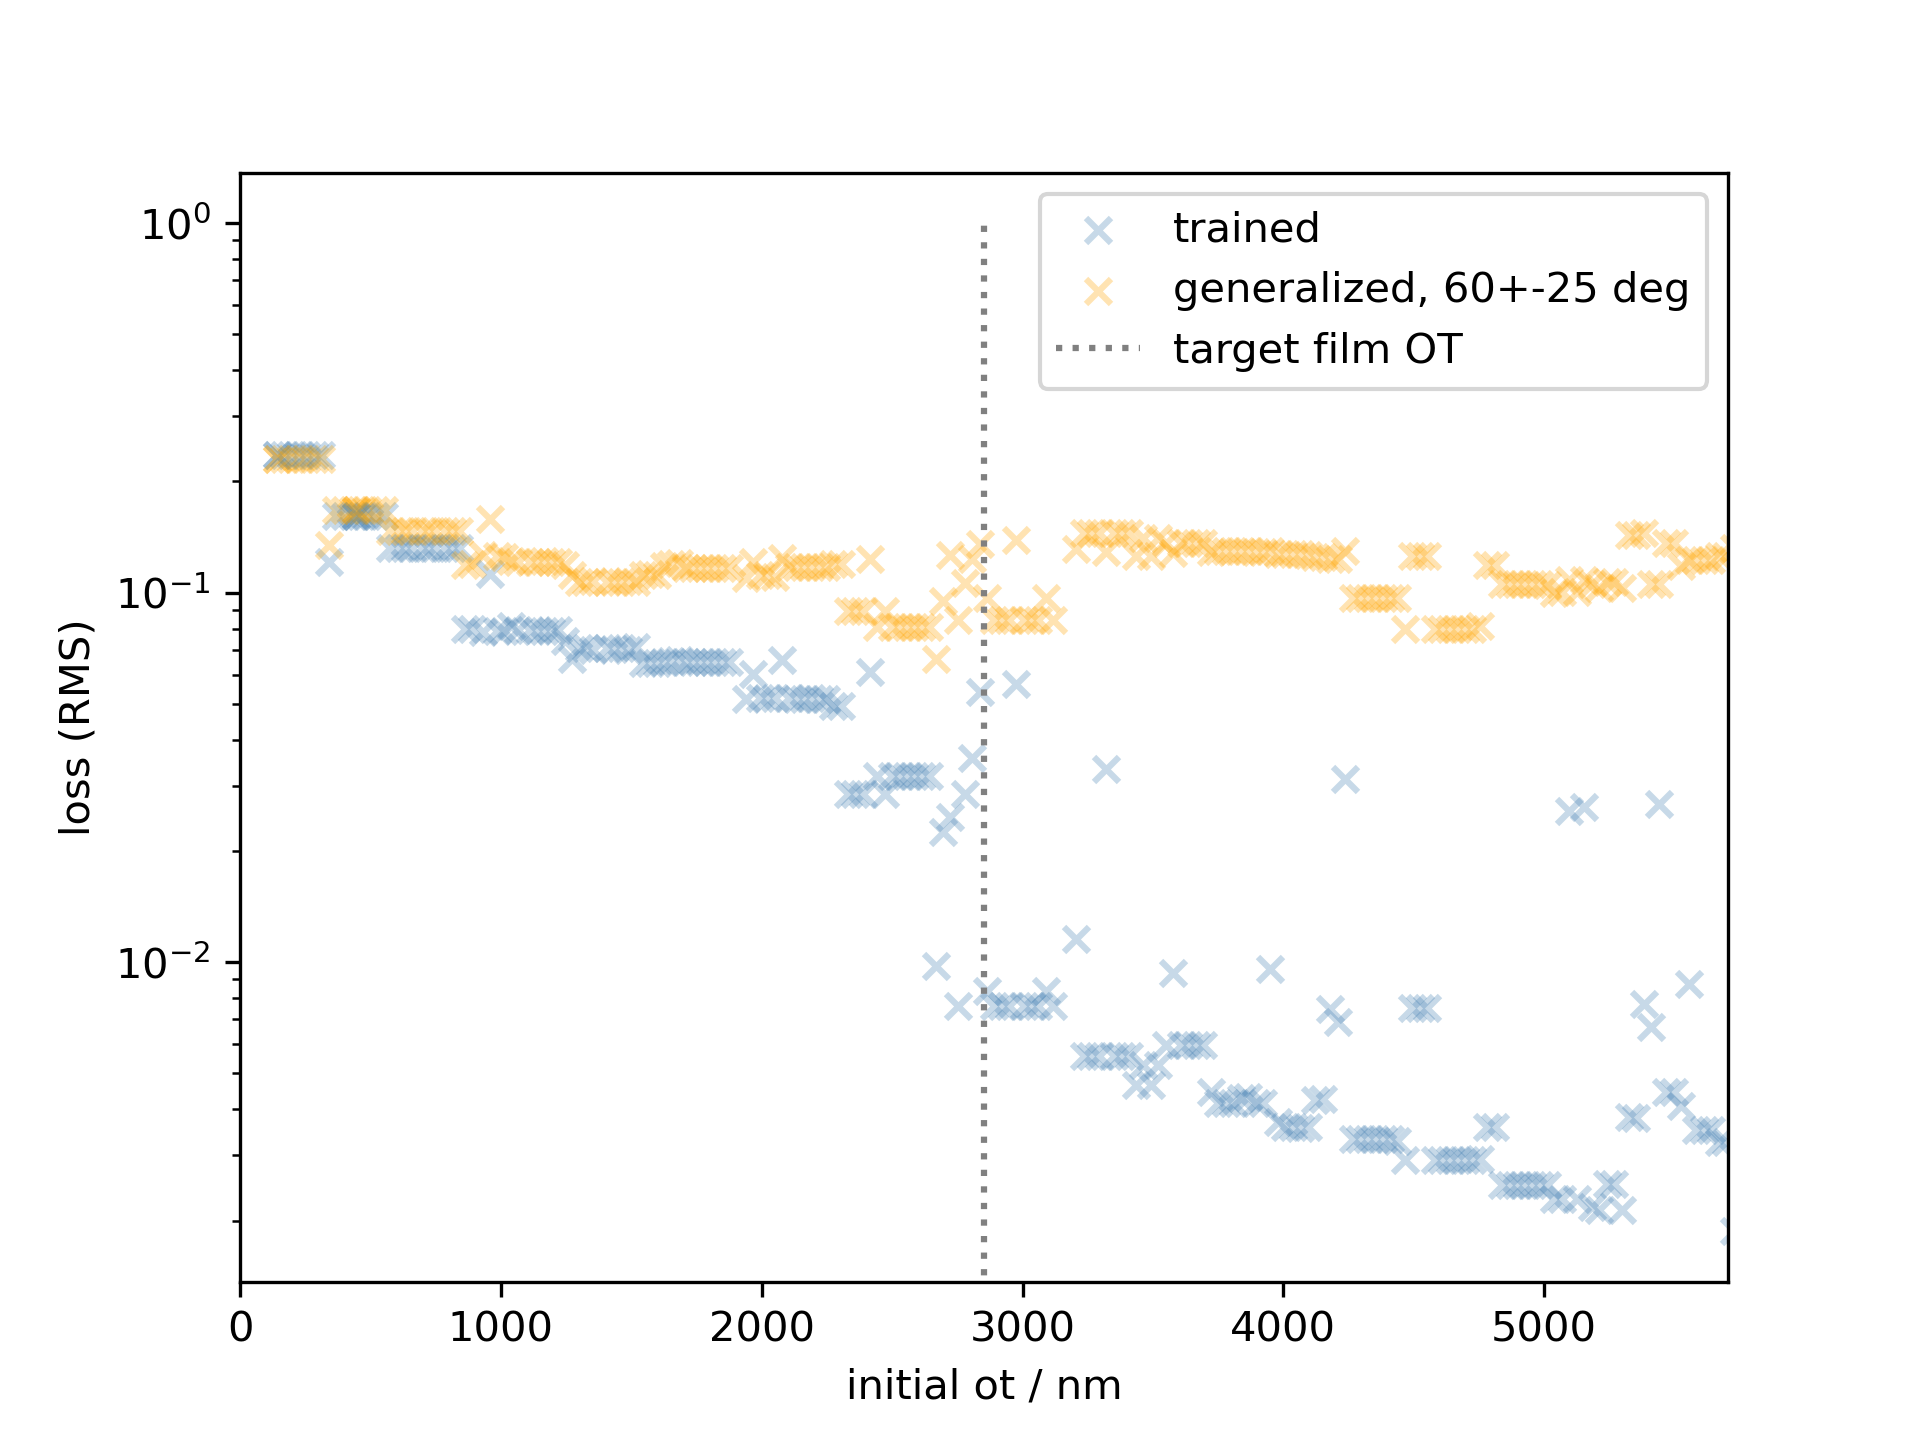 trained
generalized, 60+-25 deg
target film OT
10⁰
10⁻¹
10⁻²
loss (RMS)
0 1000 2000 3000 4000 5000
initial ot / nm